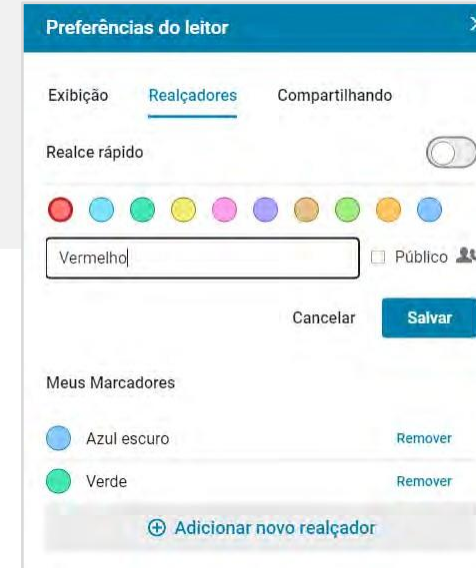 Preferências do leitor
Exibição Realçadores Compartilhando
Realce rápido
Vermelho Público
Cancelar Salvar
Meus Marcadores
Azul escuro Remover
Verde Remover
Adicionar novo realçador